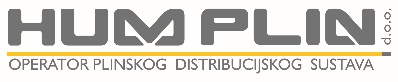 HUM PLIN d.o.o.
OPERATOR PLINSKOG DISTRIBUCIJSKOG SUSTAVA